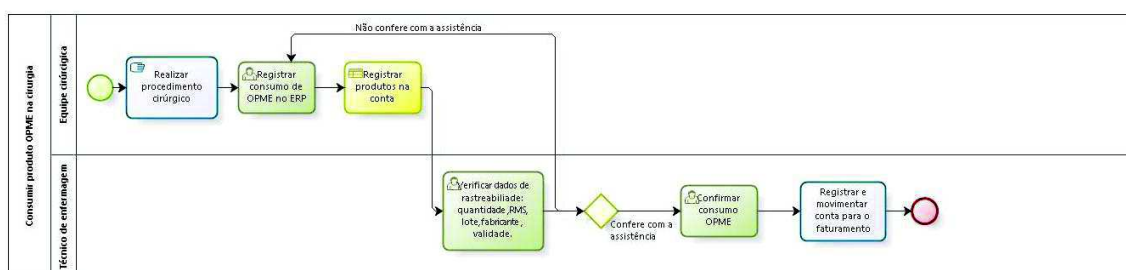 Consumir produto OPME na cirurgia
Equipe cirúrcigica
Não confere com a assistência
Realizar
procedimento
cirúrgico
Registrar
consumo de
OPME no ERP
Registrar
produtos na
conta
Técnico de enfermagem
Verificar dados de
rastreabiliade:
quantidade ,RMS,
lote,fabricante ,
validade.
Confere com a
assistência
Confirmar
consumo
OPME
Registrar e
movimentar
conta para o
faturamento